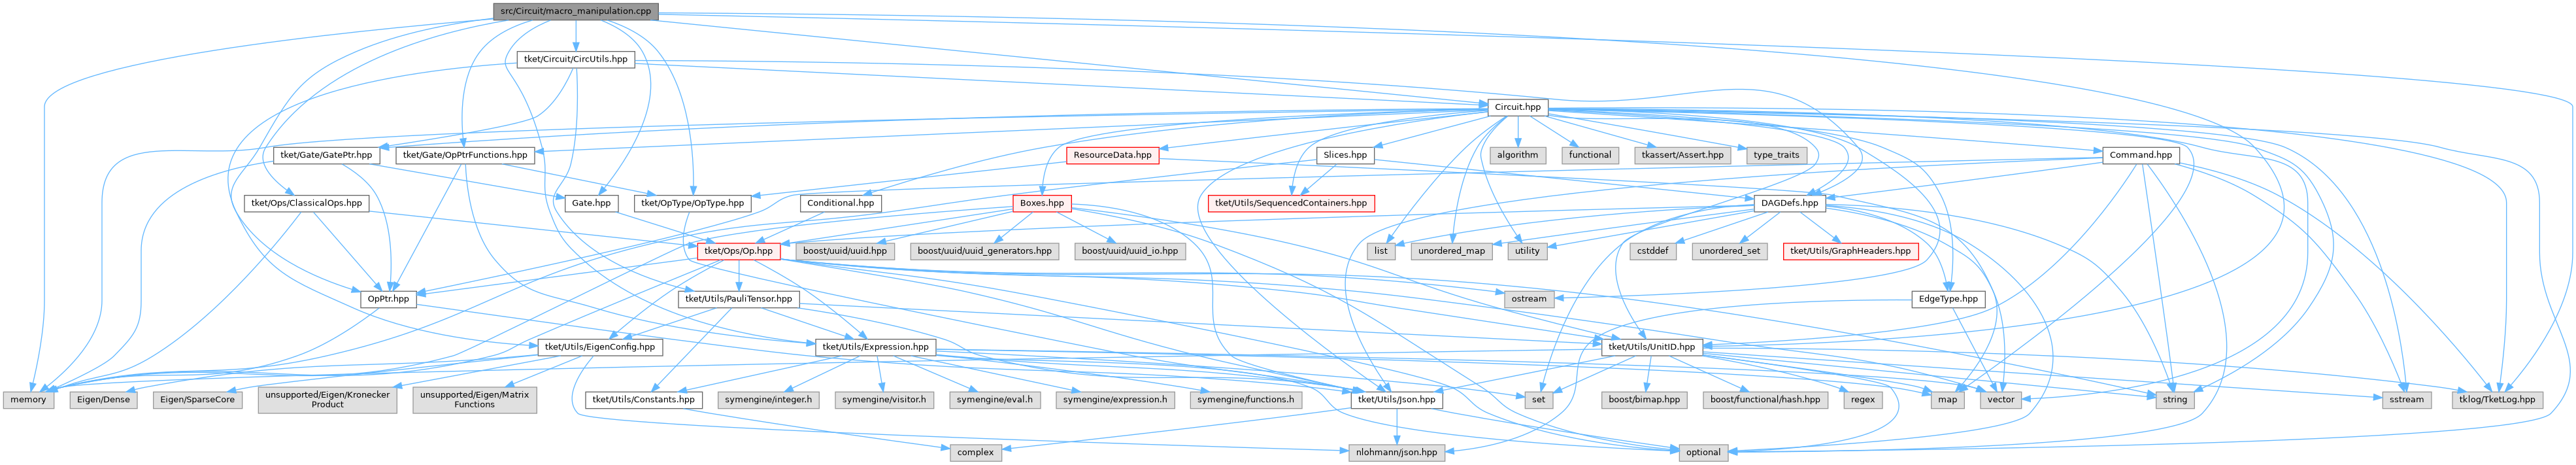 src/Circuit/macro_manipulation.cpp
tket/Circuit/CircUtils.hpp
Circuit.hpp
tket/Gate/GatePtr.hpp
tket/Gate/OpPtrFunctions.hpp
ResourceData.hpp
Slices.hpp
algorithm
functional
tkassert/Assert.hpp
type_traits
Command.hpp
tket/Ops/ClassicalOps.hpp
Gate.hpp
tket/OpType/OpType.hpp
Conditional.hpp
Boxes.hpp
tket/Utils/SequencedContainers.hpp
DAGDefs.hpp
tket/Ops/Op.hpp
boost/uuid/uuid.hpp
boost/uuid/uuid_generators.hpp
boost/uuid/uuid_io.hpp
list
unordered_map
utility
cstddef
unordered_set
tket/Utils/GraphHeaders.hpp
OpPtr.hpp
tket/Utils/PauliTensor.hpp
ostream
EdgeType.hpp
tket/Utils/EigenConfig.hpp
tket/Utils/Expression.hpp
tket/Utils/UnitID.hpp
memory
Eigen/Dense
Eigen/SparseCore
unsupported/Eigen/Kronecker
Product
unsupported/Eigen/Matrix
Functions
tket/Utils/Constants.hpp
symengine/integer.h
symengine/visitor.h
symengine/eval.h
symengine/expression.h
symengine/functions.h
tket/Utils/Json.hpp
set
boost/bimap.hpp
boost/functional/hash.hpp
regex
map
vector
string
sstream
tklog/TketLog.hpp
complex
nlohmann/json.hpp
optional